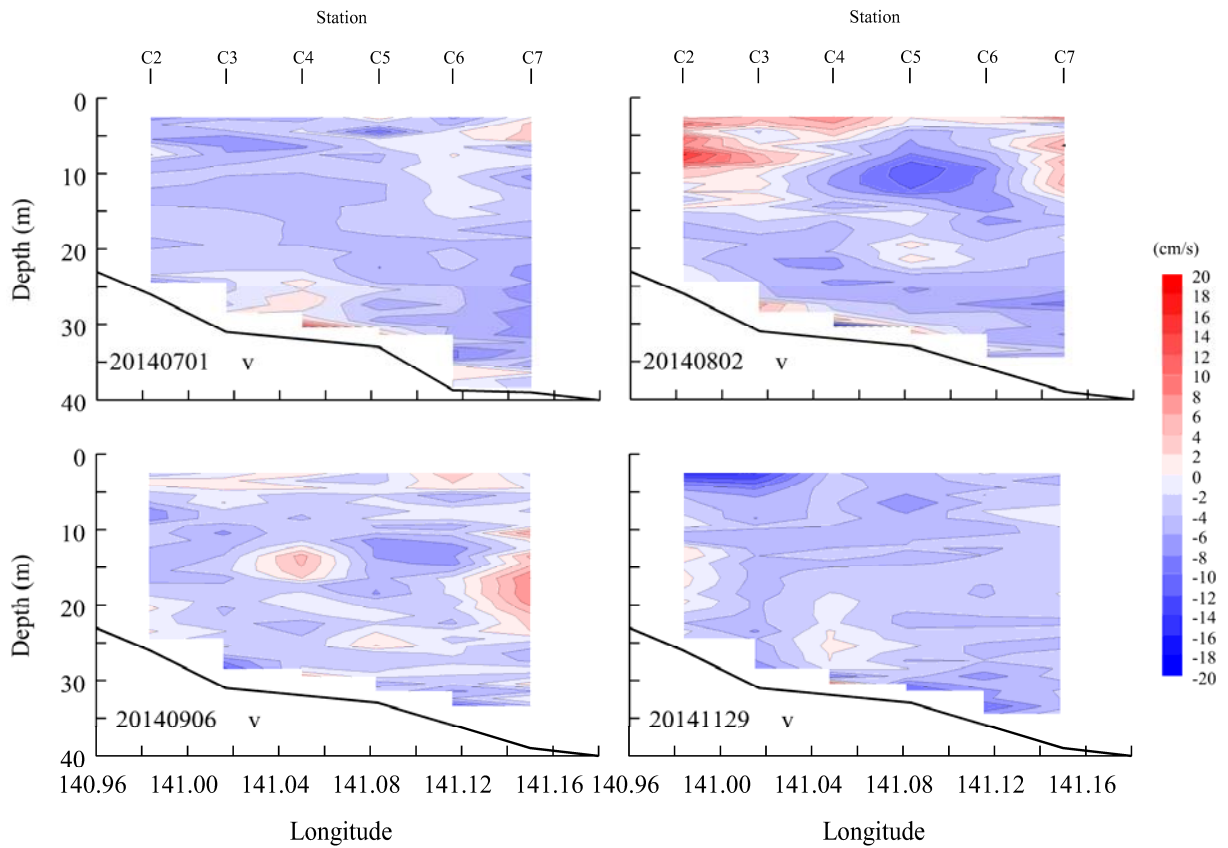 Station
Station
C2 C3 C4 C5 C6 C7
C2 C3 C4 C5 C6 C7
0
10
20
30
40
Depth (m)
20140701 v
20140802 v
(cm/s)
20
18
16
14
12
10
8
6
4
2
0
-2
-4
-6
-8
-10
-12
-14
-16
-18
-20
0
10
20
30
40
Depth (m)
20140906 v
20141129 v
140.96 141.00 141.04 141.08 141.12 141.16
140.96 141.00 141.04 141.08 141.12 141.16
Longitude
Longitude